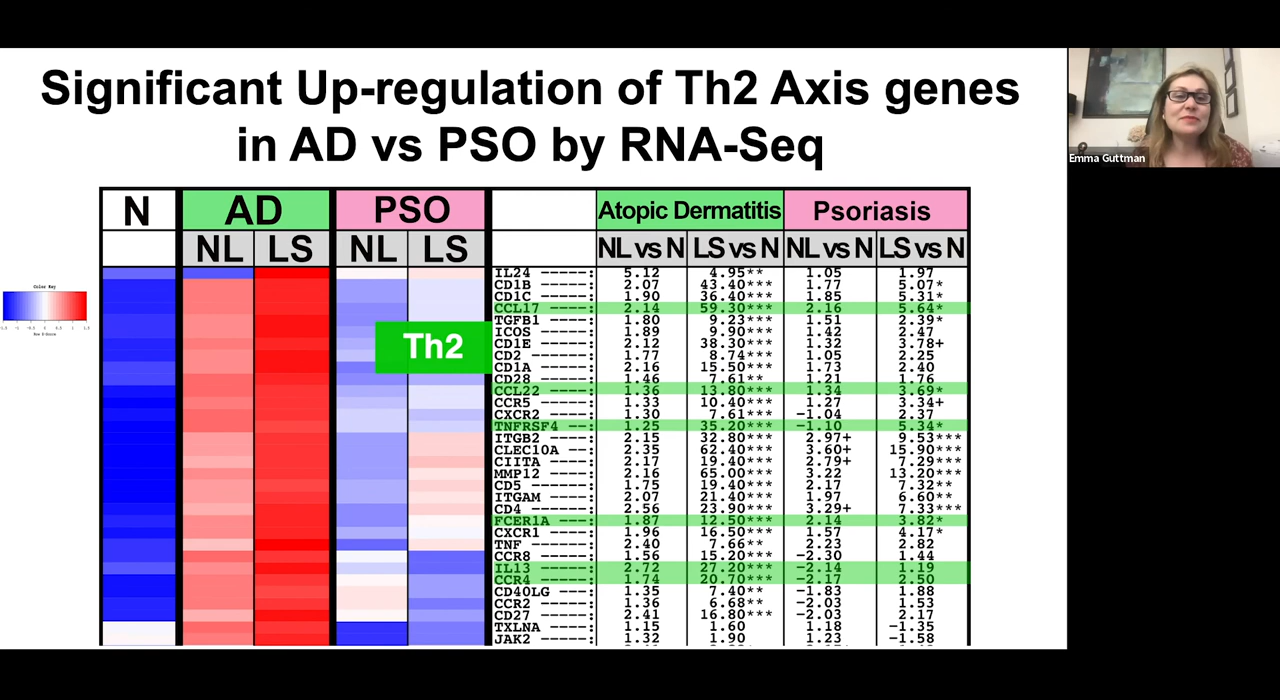 Significant Up-regulation of Th2 Axis genes
in AD vs PSO by RNA-Seq
Emma Guttman
N AD PSO Atopic Dermatitis Psoriasis
NL LS NL LS NL vs N LS vs N NL vs N LS vs N
Color Key
Th2
IL24 -----: 5.12 4.95** 1.05 1.97
CD1B -----: 2.07 43.40*** 1.77 5.07*
CD1C -----: 1.90 36.40*** 1.85 5.31*
CCL17 ----: 2.14 59.30*** 2.16 5.64*
TGFB1 ----: 1.80 9.23*** 1.51 2.39*
ICOS -----: 1.89 9.90*** 1.42 2.47
CD1E -----: 2.12 38.30*** 1.32 3.78+
CD2 ------: 1.77 8.74*** 1.05 2.25
CD1A -----: 2.16 15.50*** 1.73 2.40
CD28 -----: 1.46 7.61** 1.21 1.76
CCL22 ----: 1.36 13.80*** 1.34 3.69*
CCR5 -----: 1.33 10.40*** 1.27 3.34+
CXCR2 ----: 1.30 7.61*** -1.04 2.37
TNFRSF4 --: 1.25 35.20*** -1.10 5.34*
ITGB2 ----: 2.15 32.80*** 2.97+ 9.53***
CLEC10A --: 2.35 62.40*** 3.60+ 15.90***
CIITA ----: 2.17 19.40*** 2.79+ 7.29***
MMP12 ----: 2.16 65.00*** 3.22 13.20***
CD5 ------: 1.75 19.40*** 2.17 7.32**
ITGAM ----: 2.07 21.40*** 1.97 6.60**
CD4 ------: 2.56 23.90*** 3.29+ 7.33***
FCER1A ---: 1.87 12.50*** 2.14 3.82*
CXCR1 ----: 1.96 16.50*** 1.57 4.17*
TNF ------: 2.40 7.66** 2.23 2.82
CCR8 -----: 1.56 15.20*** -2.30 1.44
IL13 -----: 2.72 27.20*** -2.14 1.19
CCR4 -----: 1.74 20.70*** -2.17 2.50
CD40LG ---: 1.35 7.40** -1.83 1.88
CCR2 -----: 1.36 6.68** -2.03 1.53
CD27 -----: 2.41 16.80*** -2.03 2.17
TXLNA ----: 1.15 1.60 1.18 -1.35
JAK2 -----: 1.32 1.90 1.23 -1.58